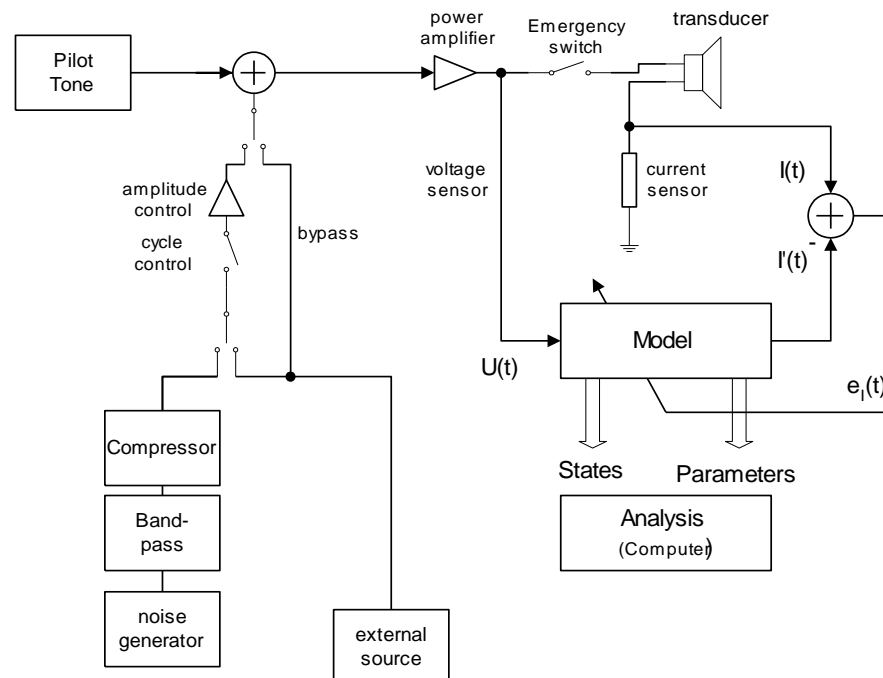 Pilot
Tone
power
amplifier
Emergency
switch
transducer
voltage
sensor
current
sensor
I(t)
-
I'(t)
amplitude
control
cycle
control
bypass
Model
U(t)
e_I(t)
States
Parameters
Analysis
(Computer)
Compressor
Band-
pass
noise
generator
external
source